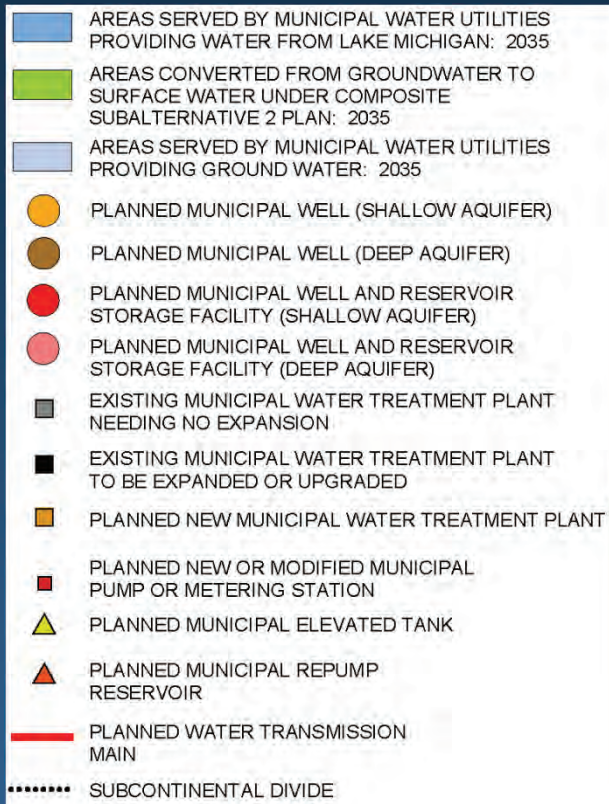 AREAS SERVED BY MUNICIPAL WATER UTILITIES
PROVIDING WATER FROM LAKE MICHIGAN: 2035
AREAS CONVERTED FROM GROUNDWATER TO
SURFACE WATER UNDER COMPOSITE
SUBALTERNATIVE 2 PLAN: 2035
AREAS SERVED BY MUNICIPAL WATER UTILITIES
PROVIDING GROUND WATER: 2035
PLANNED MUNICIPAL WELL (SHALLOW AQUIFER)
PLANNED MUNICIPAL WELL (DEEP AQUIFER)
PLANNED MUNICIPAL WELL AND RESERVOIR
STORAGE FACILITY (SHALLOW AQUIFER)
PLANNED MUNICIPAL WELL AND RESERVOIR
STORAGE FACILITY (DEEP AQUIFER)
EXISTING MUNICIPAL WATER TREATMENT PLANT
NEEDING NO EXPANSION
EXISTING MUNICIPAL WATER TREATMENT PLANT
TO BE EXPANDED OR UPGRADED
PLANNED NEW MUNICIPAL WATER TREATMENT PLANT
PLANNED NEW OR MODIFIED MUNICIPAL
PUMP OR METERING STATION
PLANNED MUNICIPAL ELEVATED TANK
PLANNED MUNICIPAL REPUMP
RESERVOIR
PLANNED WATER TRANSMISSION
MAIN
SUBCONTINENTAL DIVIDE